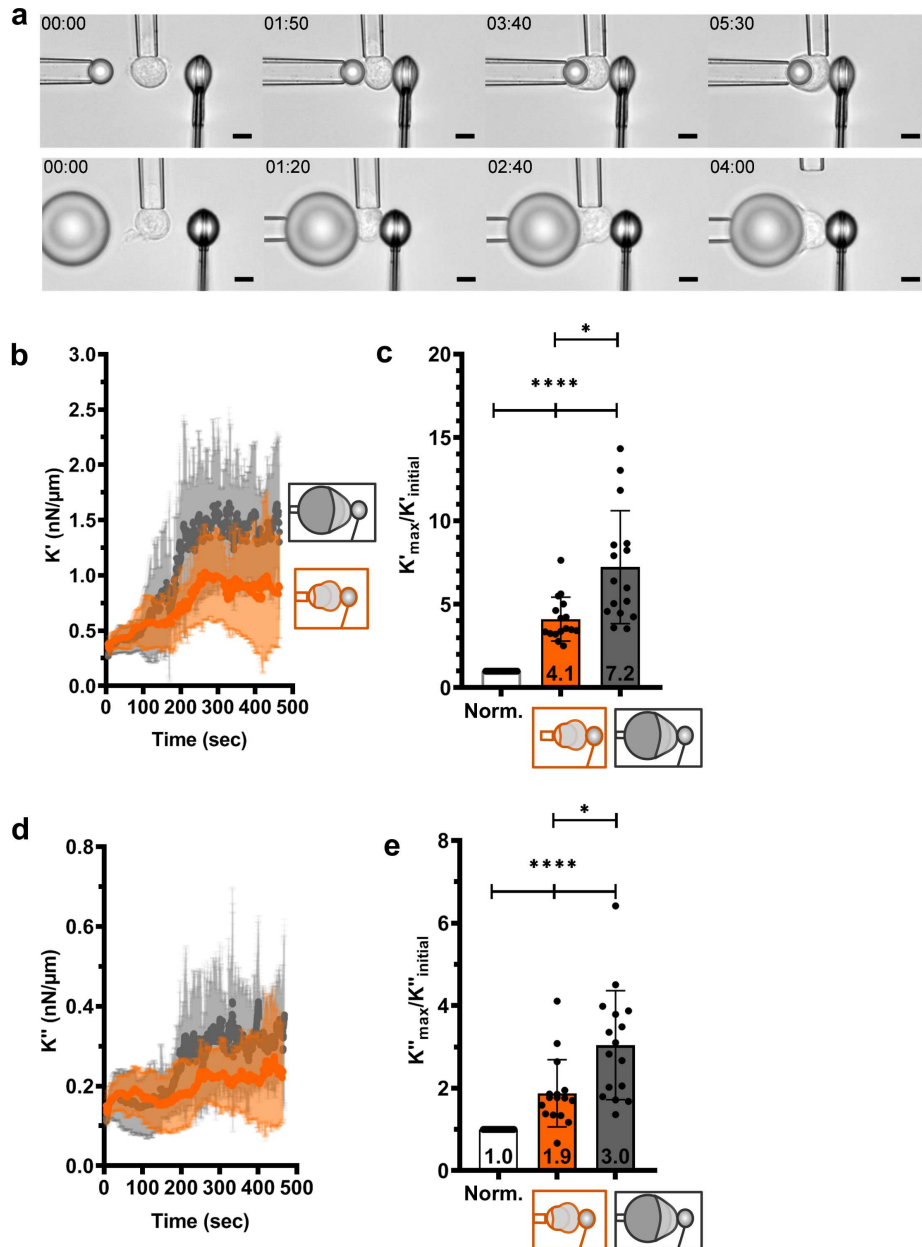 a
00:00 01:50 03:40 05:30
00:00 01:20 02:40 04:00
b
K' (nN/µm)
3.0
2.5
2.0
1.5
1.0
0.5
0.0
0 100 200 300 400 500
Time (sec)
c
K'max/K'initial
20
15
10
5
0
*
****
4.1 7.2
Norm.
d
K'' (nN/µm)
0.8
0.6
0.4
0.2
0.0
0 100 200 300 400 500
Time (sec)
e
K''max/K''initial
8
6
4
2
0
*
****
1.0 1.9 3.0
Norm.